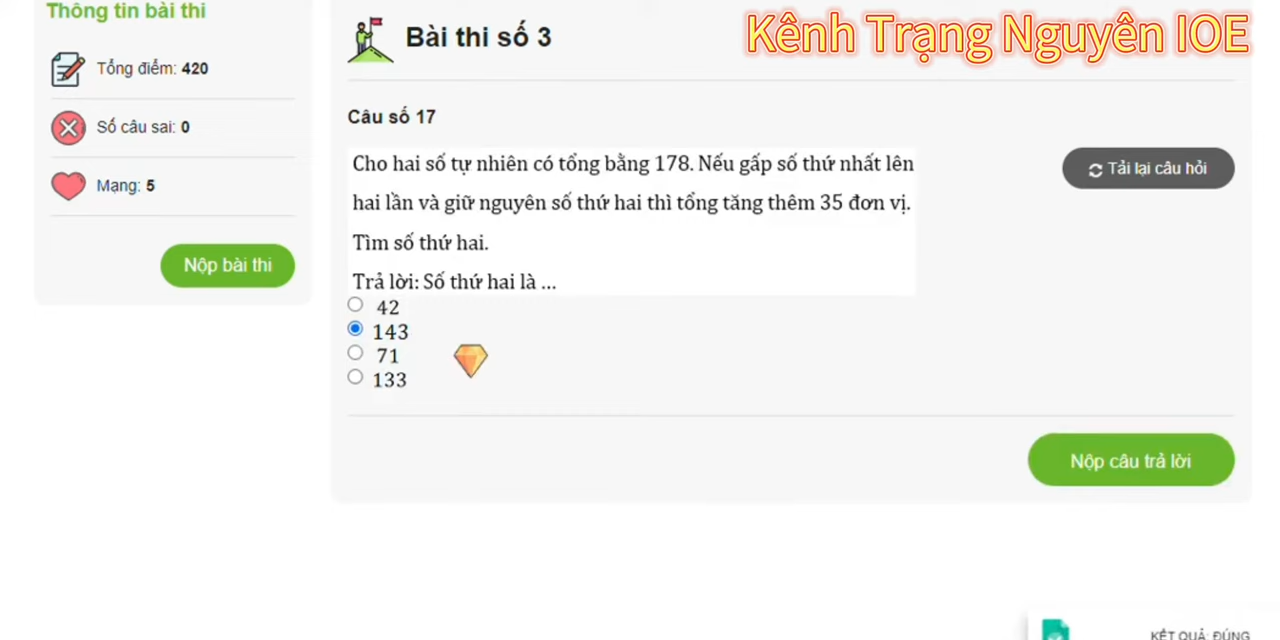 Thông tin bài thi
Tổng điểm: 420
Số câu sai: 0
Mạng: 5
Nộp bài thi
Bài thi số 3
Kênh Trạng Nguyên IOE
Câu số 17
Tải lại câu hỏi
Cho hai số tự nhiên có tổng bằng 178. Nếu gấp số thứ nhất lên
hai lần và giữ nguyên số thứ hai thì tổng tăng thêm 35 đơn vị.
Tìm số thứ hai.
Trả lời: Số thứ hai là ...
42
143
71
133
Nộp câu trả lời
KẾT QUẢ: ĐÚNG